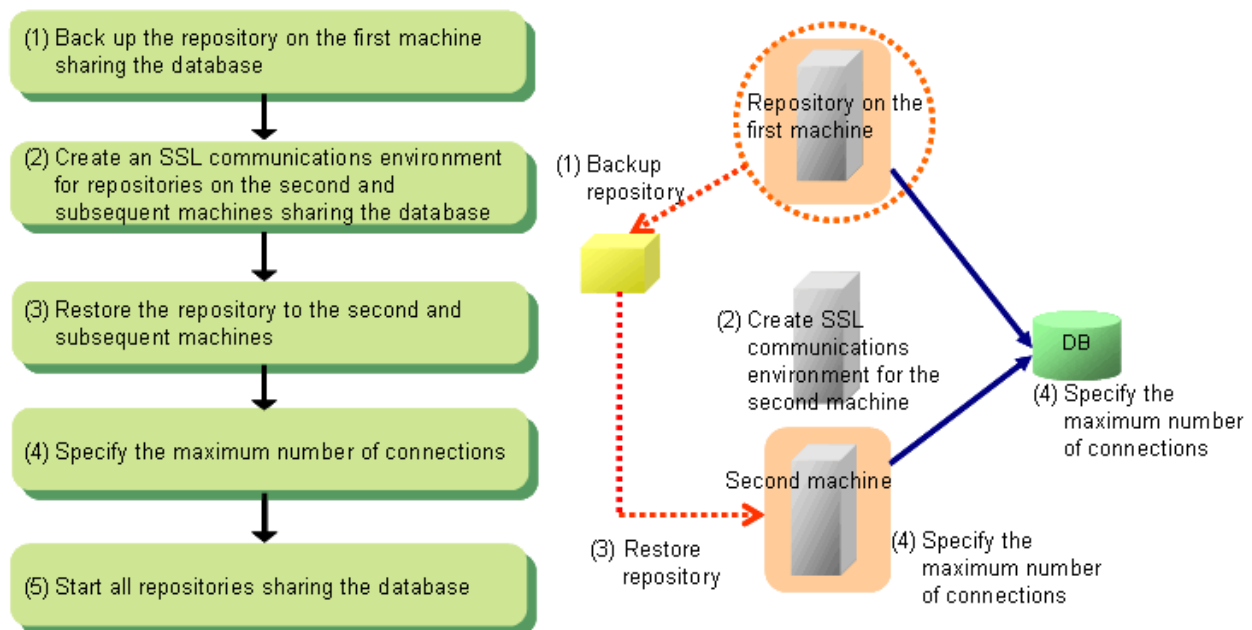 (1) Back up the repository on the first machine
sharing the database
(2) Create an SSL communications environment
for repositories on the second and
subsequent machines sharing the database
(3) Restore the repository to the second and
subsequent machines
(4) Specify the maximum number of connections
(5) Start all repositories sharing the database
Repository on the
first machine
(1) Backup
repository
(2) Create SSL
communications
environment for the
second machine
DB
(4) Specify the
maximum number
of connections
Second machine
(3) Restore
repository
(4) Specify the
maximum number
of connections